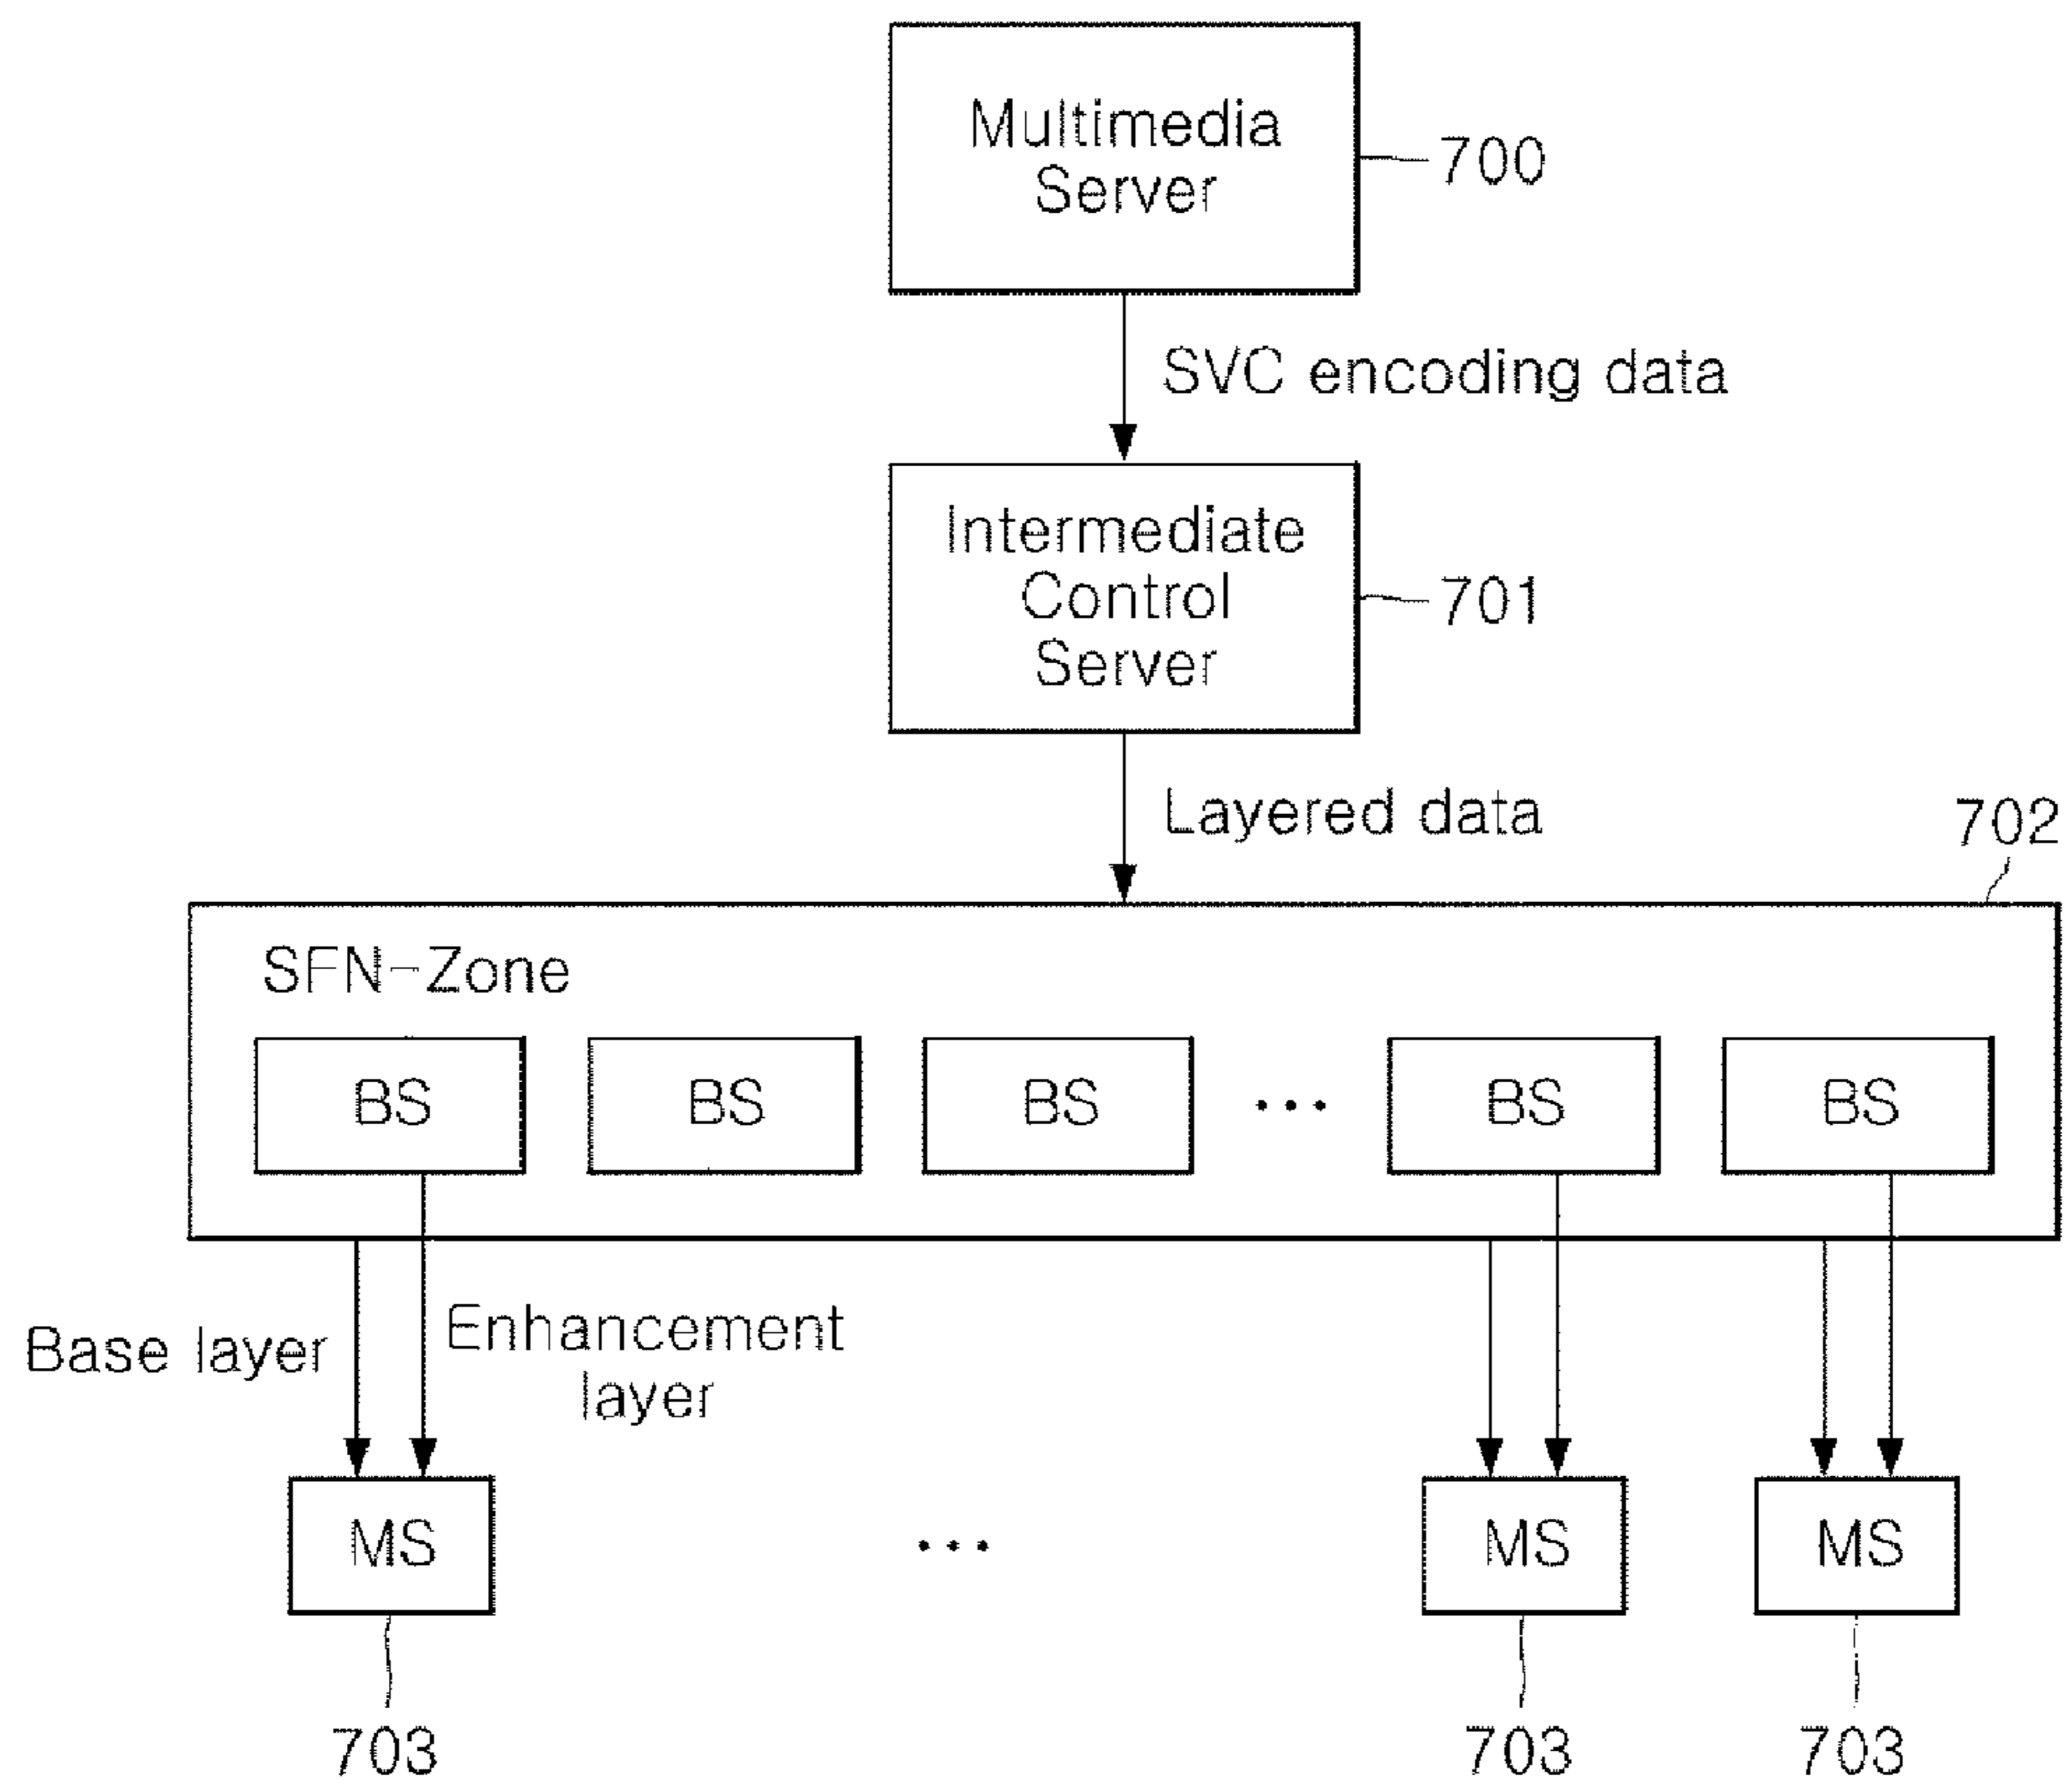 Multimedia
Server
700
SVC encoding data
Intermediate
Control
Server
701
Layered data
702
SFN-Zone
BS BS BS ... BS BS
Base layer
Enhancement
layer
MS ... MS MS
703 703 703